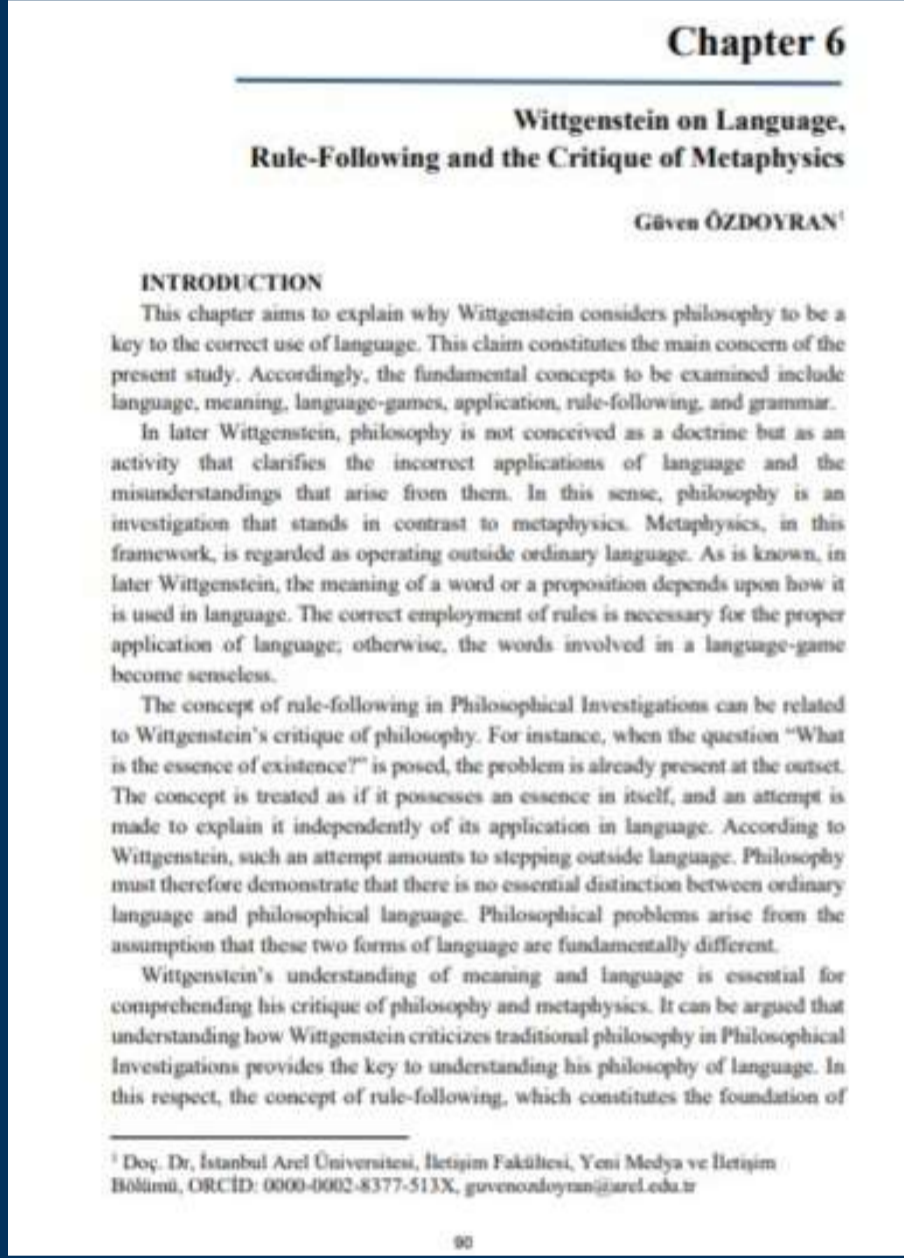 Chapter 6
Wittgenstein on Language,
Rule-Following and the Critique of Metaphysics
Güven ÖZDOYRAN¹
INTRODUCTION
This chapter aims to explain why Wittgenstein considers philosophy to be a
key to the correct use of language. This claim constitutes the main concern of the
present study. Accordingly, the fundamental concepts to be examined include
language, meaning, language-games, application, rule-following, and grammar.
In later Wittgenstein, philosophy is not conceived as a doctrine but as an
activity that clarifies the incorrect applications of language and the
misunderstandings that arise from them. In this sense, philosophy is an
investigation that stands in contrast to metaphysics. Metaphysics, in this
framework, is regarded as operating outside ordinary language. As is known, in
later Wittgenstein, the meaning of a word or a proposition depends upon how it
is used in language. The correct employment of rules is necessary for the proper
application of language; otherwise, the words involved in a language-game
become senseless.
The concept of rule-following in Philosophical Investigations can be related
to Wittgenstein's critique of philosophy. For instance, when the question “What
is the essence of existence?” is posed, the problem is already present at the outset.
The concept is treated as if it possesses an essence in itself, and an attempt is
made to explain it independently of its application in language. According to
Wittgenstein, such an attempt amounts to stepping outside language. Philosophy
must therefore demonstrate that there is no essential distinction between ordinary
language and philosophical language. Philosophical problems arise from the
assumption that these two forms of language are fundamentally different.
Wittgenstein's understanding of meaning and language is essential for
comprehending his critique of philosophy and metaphysics. It can be argued that
understanding how Wittgenstein criticizes traditional philosophy in Philosophical
Investigations provides the key to understanding his philosophy of language. In
this respect, the concept of rule-following, which constitutes the foundation of
¹ Doç. Dr, İstanbul Arel Üniversitesi, İletişim Fakültesi, Yeni Medya ve İletişim
Bölümü, ORCİD: 0000-0002-8377-513X, guvenozdoyran@arel.edu.tr
90